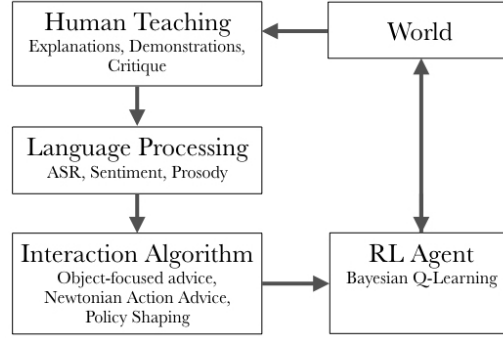 Human Teaching
Explanations, Demonstrations,
Critique
World
Language Processing
ASR, Sentiment, Prosody
Interaction Algorithm
Object-focused advice,
Newtonian Action Advice,
Policy Shaping
RL Agent
Bayesian Q-Learning